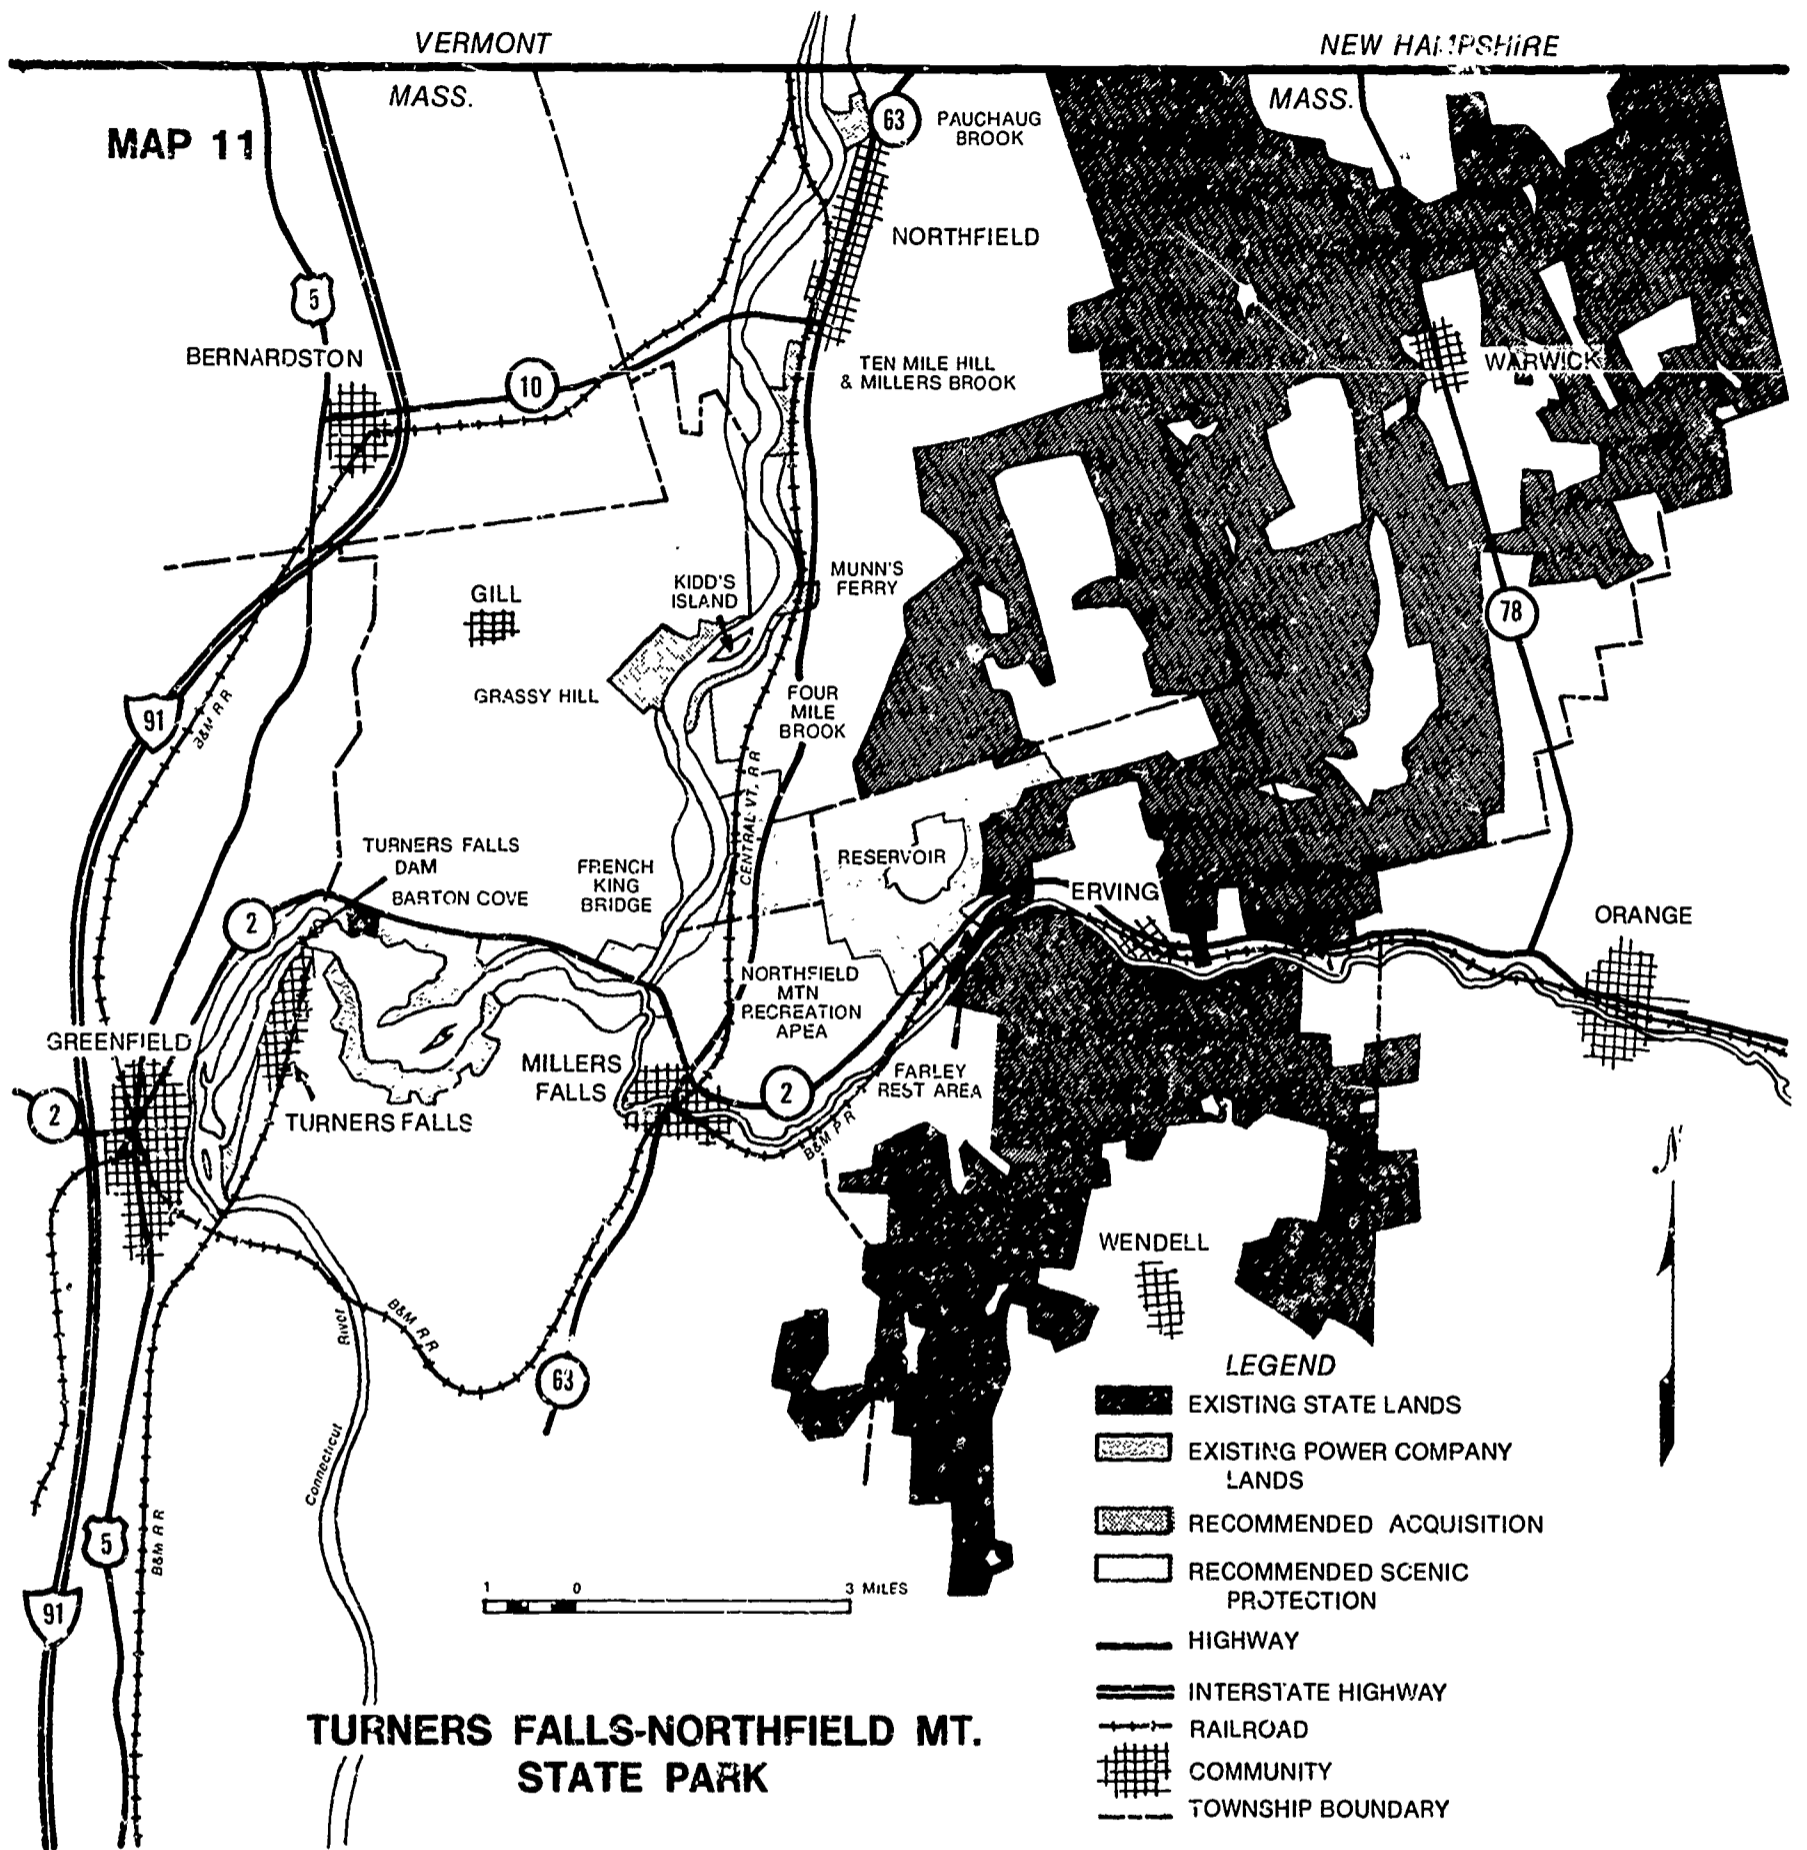 VERMONT
NEW HAMPSHIRE
MASS.
MASS.
MAP 11
63
PAUCHAUG
BROOK
NORTHFIELD
5
BERNARDSTON
10
TEN MILE HILL
& MILLERS BROOK
WARWICK
MUNN'S
FERRY
KIDD'S
ISLAND
GILL
78
GRASSY HILL
FOUR
MILE
BROOK
91
B&M RR
CENTRAL VT, RR
TURNERS FALLS
DAM
BARTON COVE
FRENCH
KING
BRIDGE
RESERVOIR
ERVING
ORANGE
2
NORTHFIELD
MTN
RECREATION
APEA
GREENFIELD
MILLERS
FALLS
2
FARLEY
REST AREA
2
TURNERS FALLS
B&M P R
N
WENDELL
B&M RR
River
63
Connecticut
5
B&M RR
91
LEGEND
EXISTING STATE LANDS
EXISTING POWER COMPANY
LANDS
RECOMMENDED ACQUISITION
RECOMMENDED SCENIC
PROTECTION
HIGHWAY
INTERSTATE HIGHWAY
RAILROAD
COMMUNITY
TOWNSHIP BOUNDARY
1 0 3 MILES
TURNERS FALLS-NORTHFIELD MT.
STATE PARK